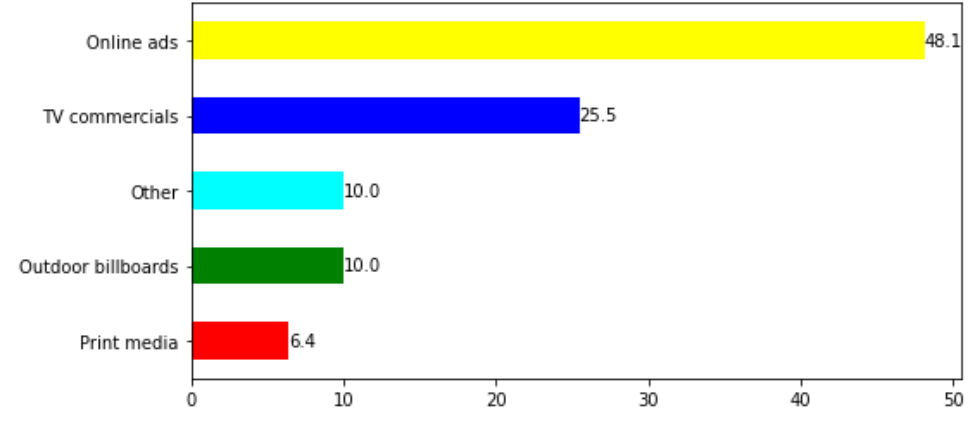 Online ads 48.1
TV commercials 25.5
Other 10.0
Outdoor billboards 10.0
Print media 6.4
0 10 20 30 40 50